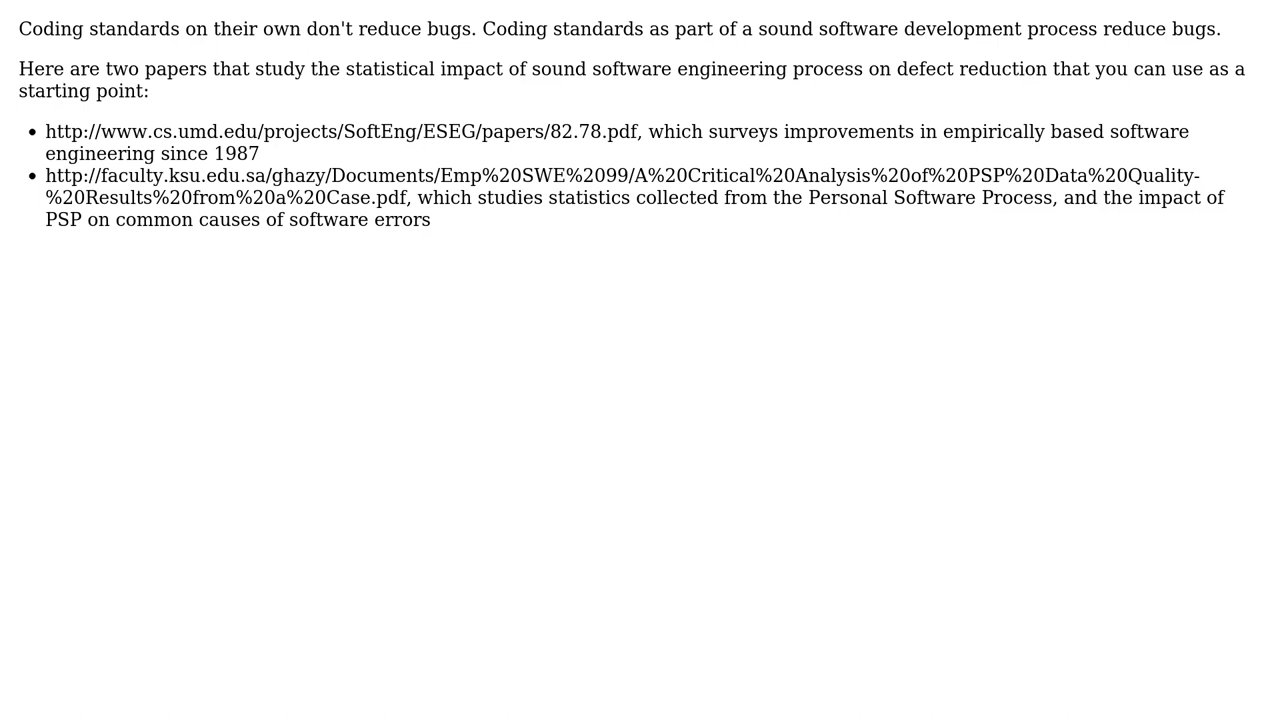 Coding standards on their own don't reduce bugs. Coding standards as part of a sound software development process reduce bugs.
Here are two papers that study the statistical impact of sound software engineering process on defect reduction that you can use as a
starting point:
• http://www.cs.umd.edu/projects/SoftEng/ESEG/papers/82.78.pdf, which surveys improvements in empirically based software
engineering since 1987
• http://faculty.ksu.edu.sa/ghazy/Documents/Emp%20SWE%2099/A%20Critical%20Analysis%20of%20PSP%20Data%20Quality-
%20Results%20from%20a%20Case.pdf, which studies statistics collected from the Personal Software Process, and the impact of
PSP on common causes of software errors